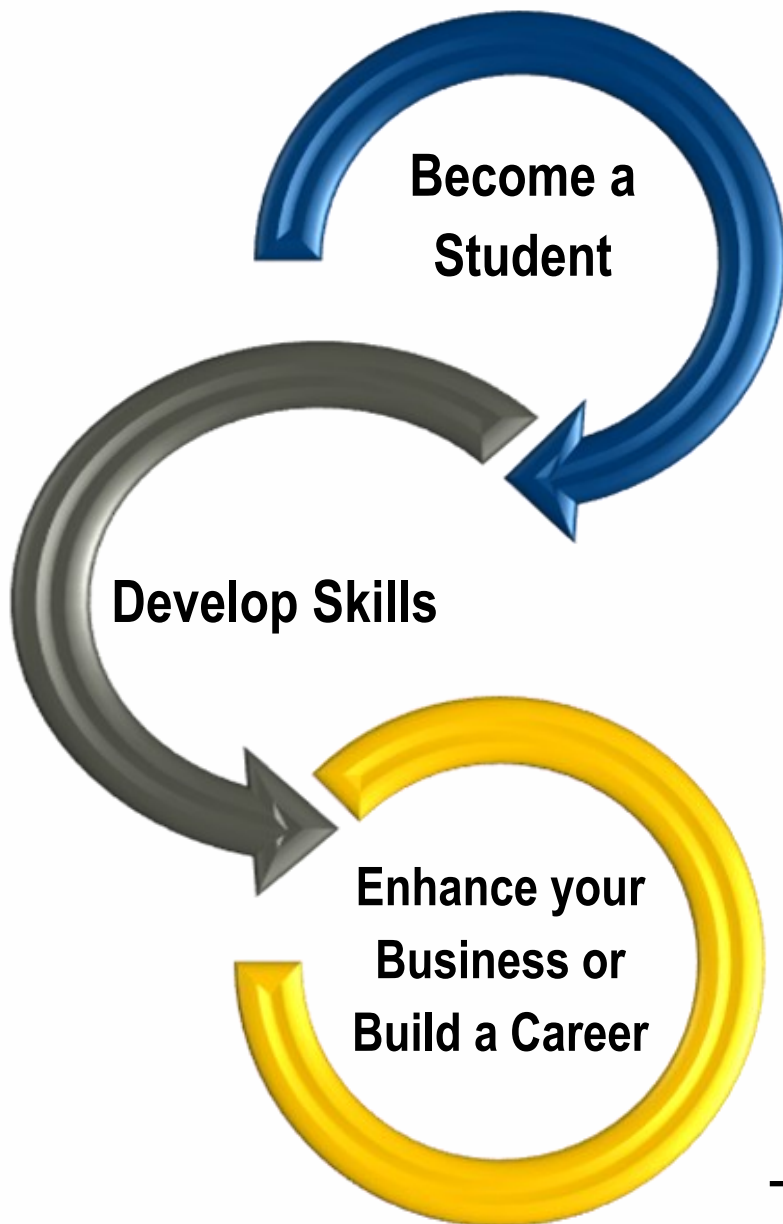 Become a
Student
Develop Skills
Enhance your
Business or
Build a Career